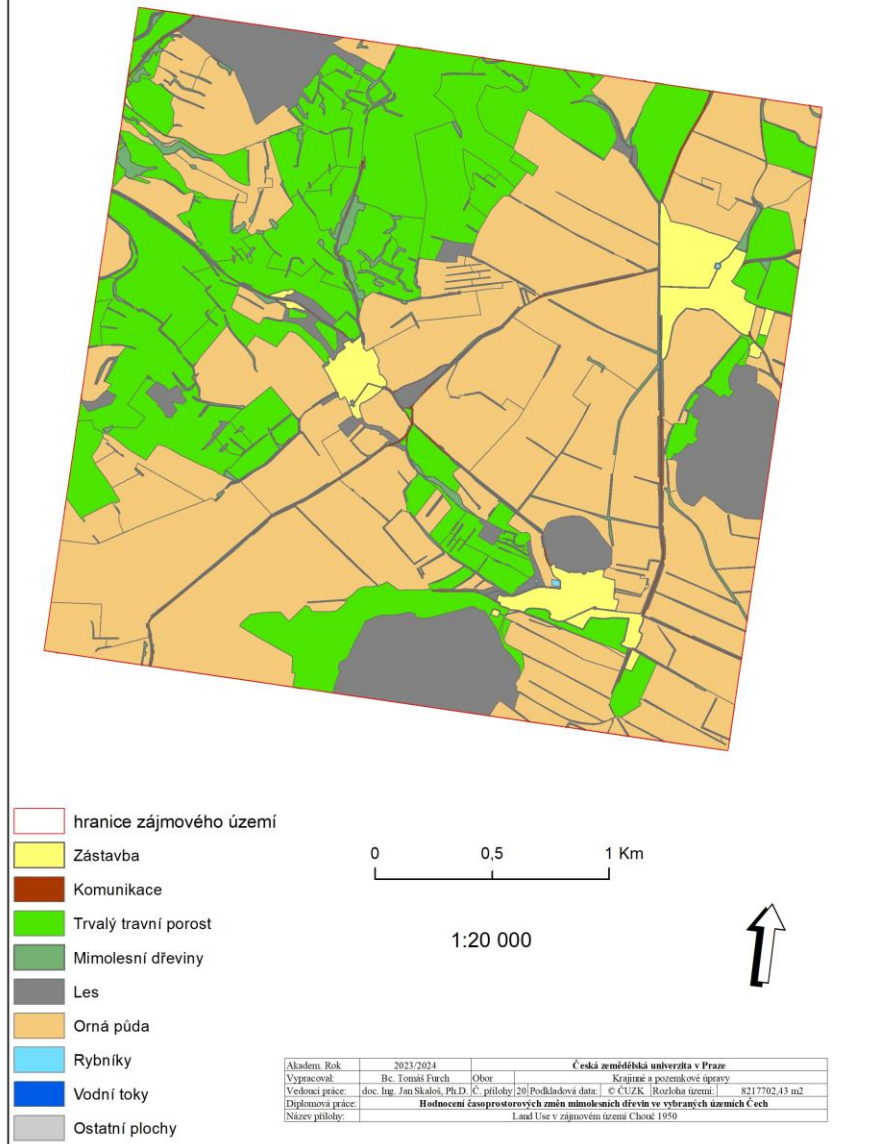 hranice zájmového území
Zástavba
Komunikace
Trvalý travní porost
Mimolesní dřeviny
Les
Orná půda
Rybníky
Vodní toky
Ostatní plochy
0 0,5 1 Km
1:20 000
Akadem. Rok 2023/2024 Česká zemědělská univerzita v Praze
Vypracoval: Bc. Tomáš Furch Obor Krajinné a pozemkové úpravy
Vedoucí práce: doc. Ing. Jan Skaloš, Ph.D. Č. přílohy 20 Podkladová data: © ČUZK Rozloha území: 8217702,43 m2
Diplomová práce: Hodnocení časoprostorových změn mimolesních dřevin ve vybraných územích Čech
Název přílohy: Land Use v zájmovém území Chouč 1950